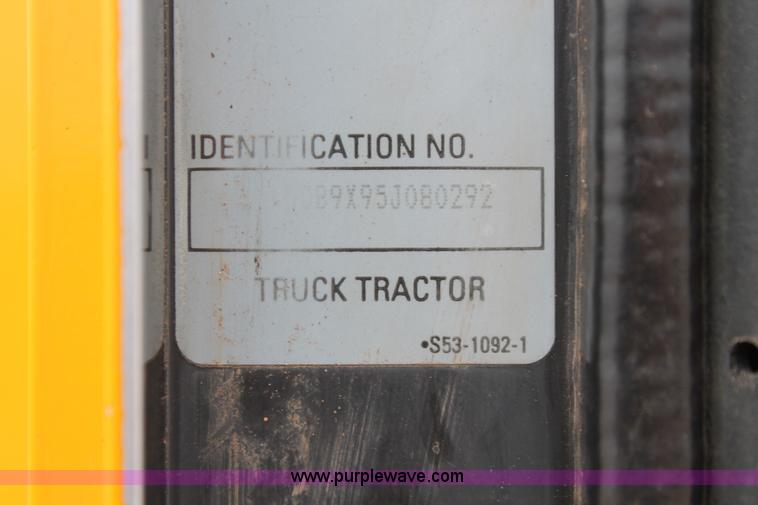 IDENTIFICATION NO.
DB9X95J080292
TRUCK TRACTOR
•S53-1092-1
www.purplewave.com